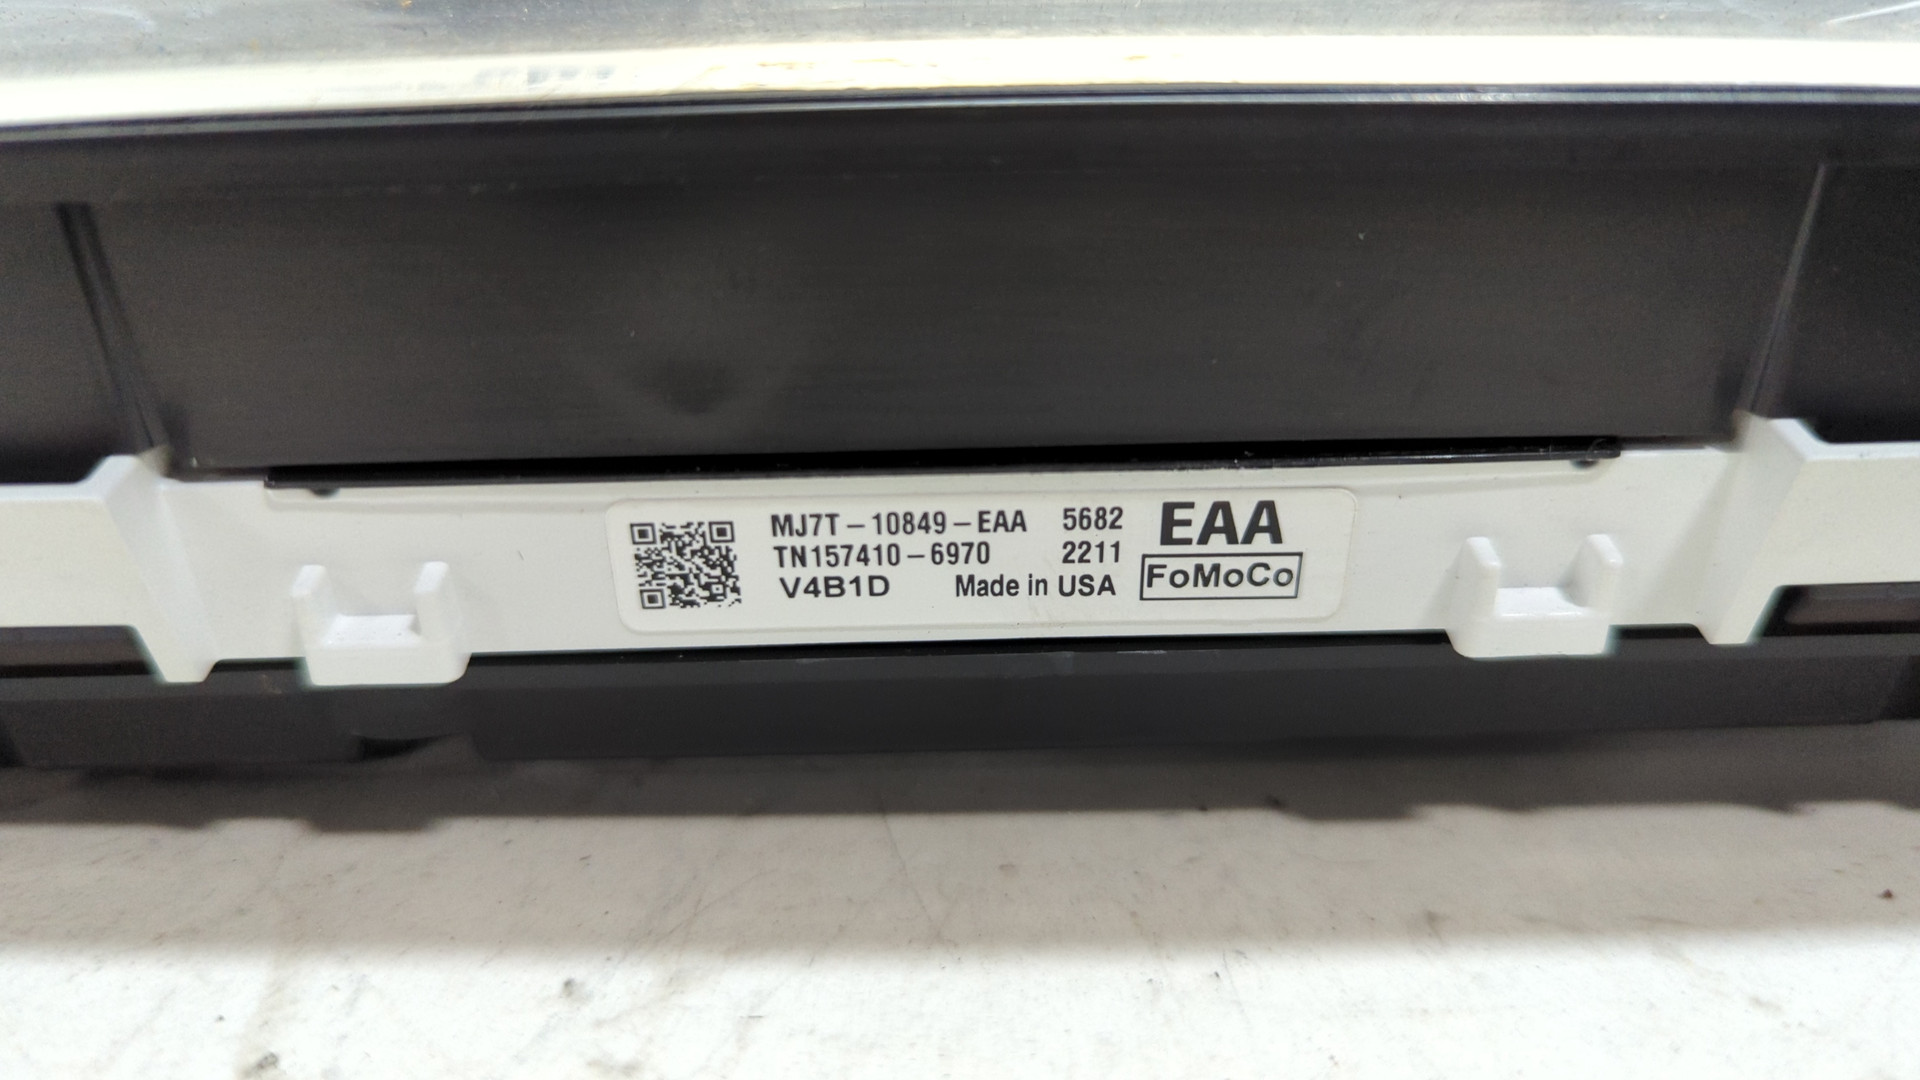 MJ7T-10849-EAA 5682 EAA
TN157410-6970 2211 FoMoCo
V4B1D Made in USA